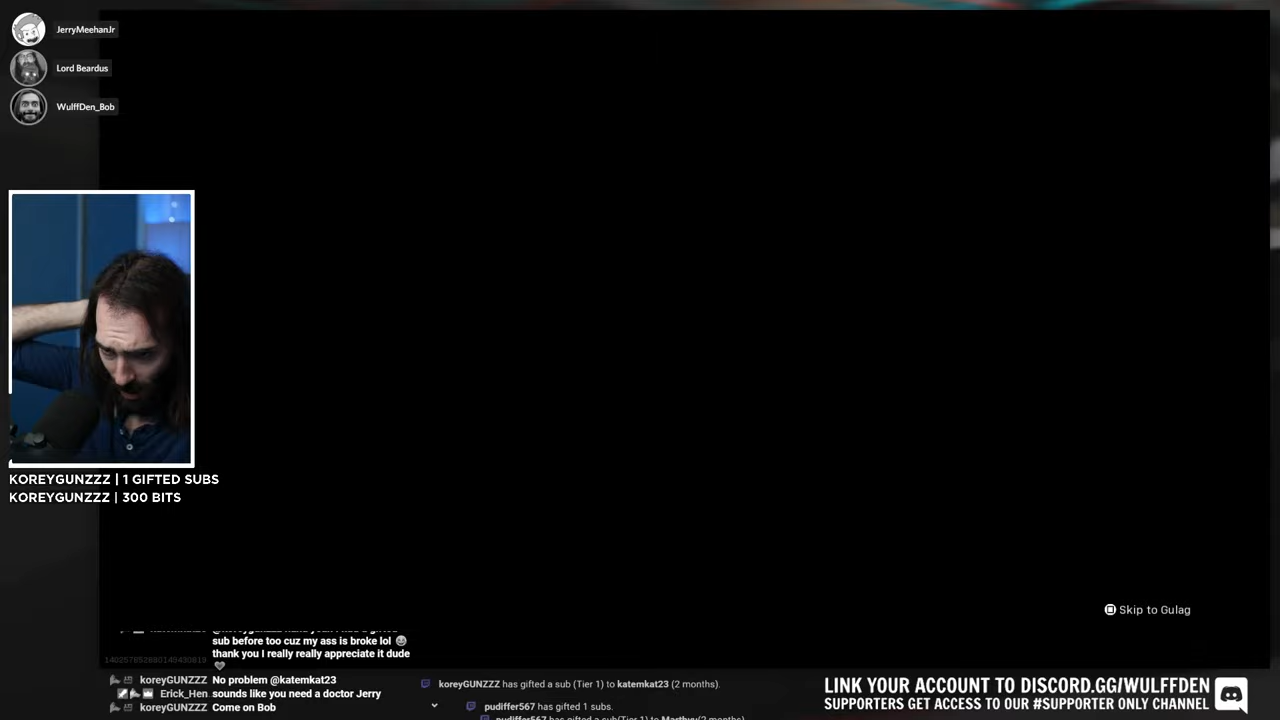 JerryMeehanJr
Lord Beardus
WulffDen_Bob
KOREYGUNZZZ | 1 GIFTED SUBS
KOREYGUNZZZ | 300 BITS
Skip to Gulag
sub before too cuz my ass is broke lol
thank you I really really appreciate it dude
koreyGUNZZZ No problem @katemkat23
Erick_Hen sounds like you need a doctor Jerry
koreyGUNZZZ Come on Bob
koreyGUNZZZ has gifted a sub (Tier 1) to katemkat23 (2 months).
pudiffer567 has gifted 1 subs.
LINK YOUR ACCOUNT TO DISCORD.GG/WULFFDEN
SUPPORTERS GET ACCESS TO OUR #SUPPORTER ONLY CHANNEL